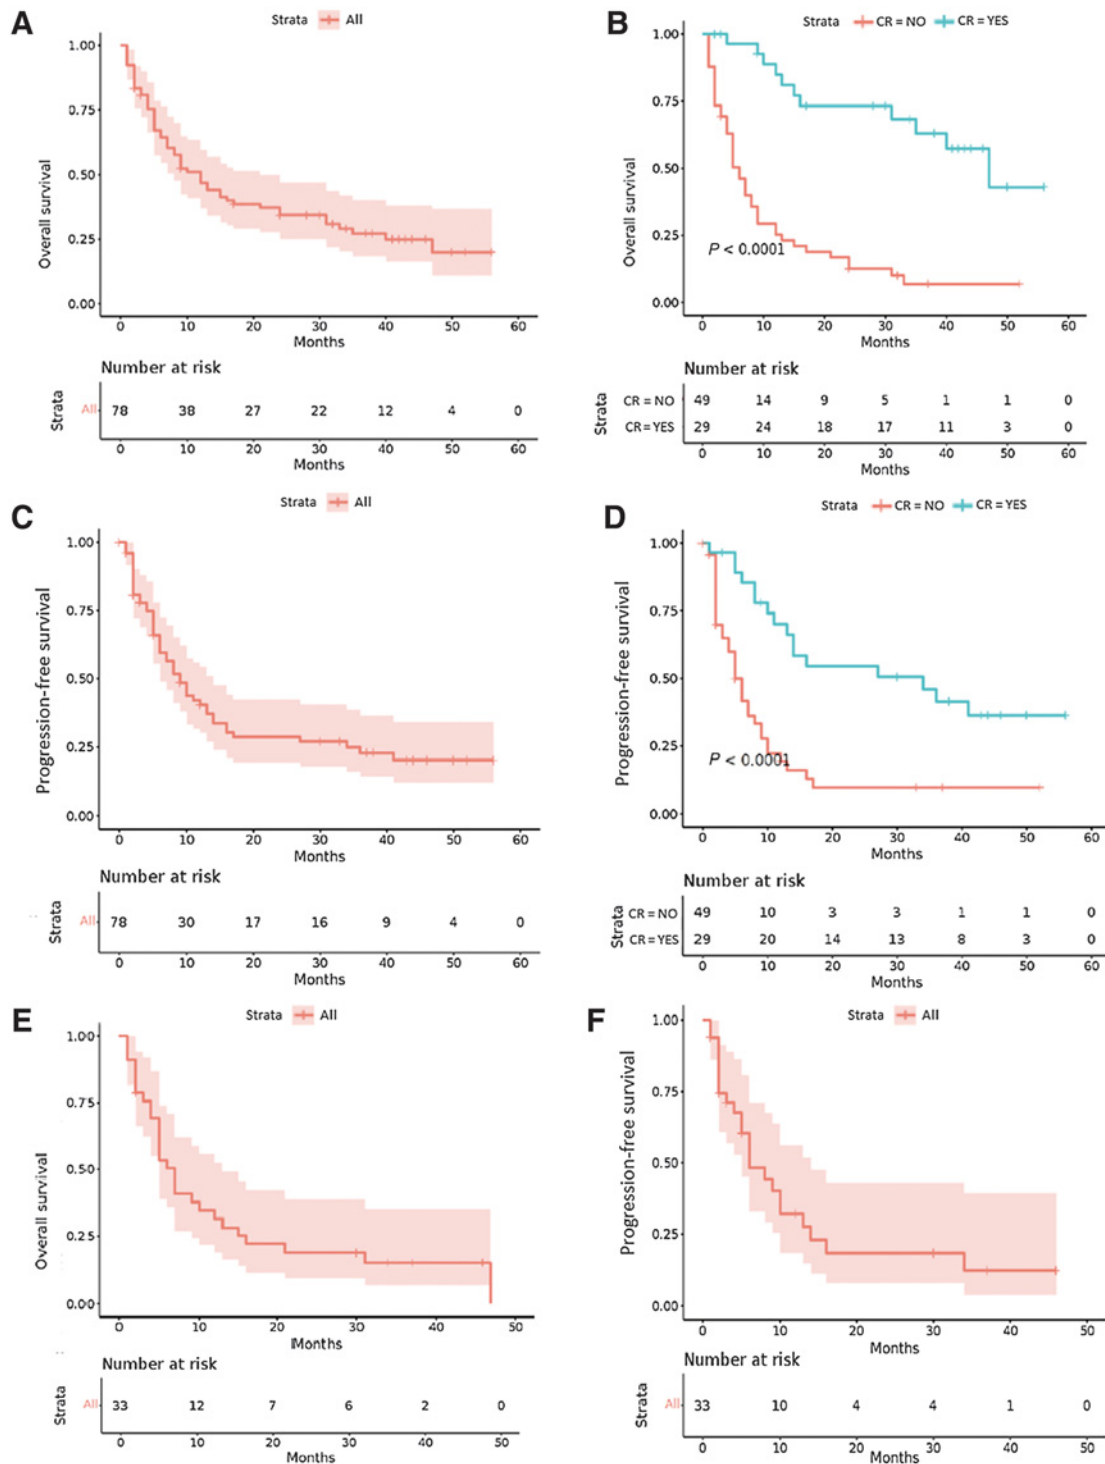 A
Strata All
1.00
0.75
0.50
0.25
0.00
Overall survival
0 10 20 30 40 50 60
Months
Number at risk
Strata
All 78 38 27 22 12 4 0
0 10 20 30 40 50 60
Months
B
Strata CR = NO CR = YES
1.00
0.75
0.50
0.25
0.00
Overall survival
P < 0.0001
0 10 20 30 40 50 60
Months
Number at risk
Strata
CR = NO 49 14 9 5 1 1 0
CR = YES 29 24 18 17 11 3 0
0 10 20 30 40 50 60
Months
C
Strata All
1.00
0.75
0.50
0.25
0.00
Progression-free survival
0 10 20 30 40 50 60
Months
Number at risk
Strata
All 78 30 17 16 9 4 0
0 10 20 30 40 50 60
Months
D
Strata CR = NO CR = YES
1.00
0.75
0.50
0.25
0.00
Progression-free survival
P < 0.0001
0 10 20 30 40 50 60
Months
Number at risk
Strata
CR = NO 49 10 3 3 1 1 0
CR = YES 29 20 14 13 8 3 0
0 10 20 30 40 50 60
Months
E
Strata All
1.00
0.75
0.50
0.25
0.00
Overall survival
0 10 20 30 40 50
Months
Number at risk
Strata
All 33 12 7 6 2 0
0 10 20 30 40 50
Months
F
Strata All
1.00
0.75
0.50
0.25
0.00
Progression-free survival
0 10 20 30 40 50
Months
Number at risk
Strata
All 33 10 4 4 1 0
0 10 20 30 40 50
Months